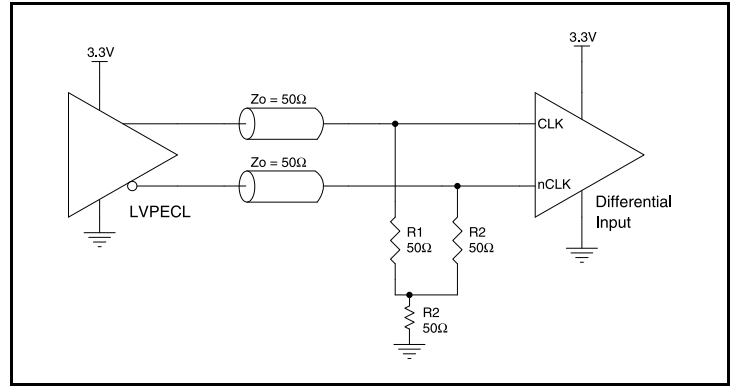 3.3V
3.3V
Zo = 50Ω
CLK
Zo = 50Ω
nCLK
LVPECL
Differential
Input
R1
50Ω
R2
50Ω
R2
50Ω